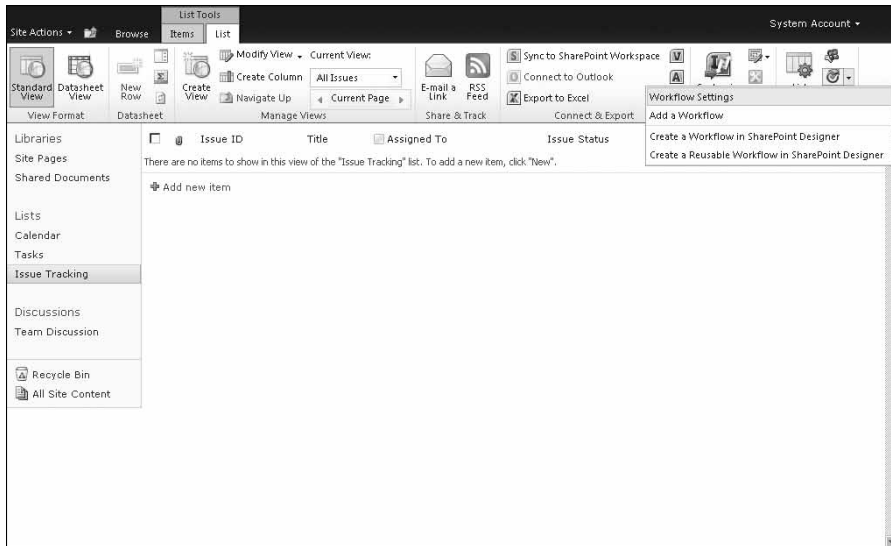 List Tools
Site Actions
Browse
Items
List
System Account
Standard View
Datasheet View
View Format
New Row
Datasheet
Create View
Modify View
Create Column
Navigate Up
Current View:
All Issues
Current Page
Manage Views
E-mail a Link
RSS Feed
Share & Track
Sync to SharePoint Workspace
Connect to Outlook
Export to Excel
Connect & Export
Workflow Settings
Add a Workflow
Create a Workflow in SharePoint Designer
Create a Reusable Workflow in SharePoint Designer
Libraries
Site Pages
Shared Documents
Lists
Calendar
Tasks
Issue Tracking
Discussions
Team Discussion
Recycle Bin
All Site Content
Issue ID
Title
Assigned To
Issue Status
There are no items to show in this view of the "Issue Tracking" list. To add a new item, click "New".
Add new item